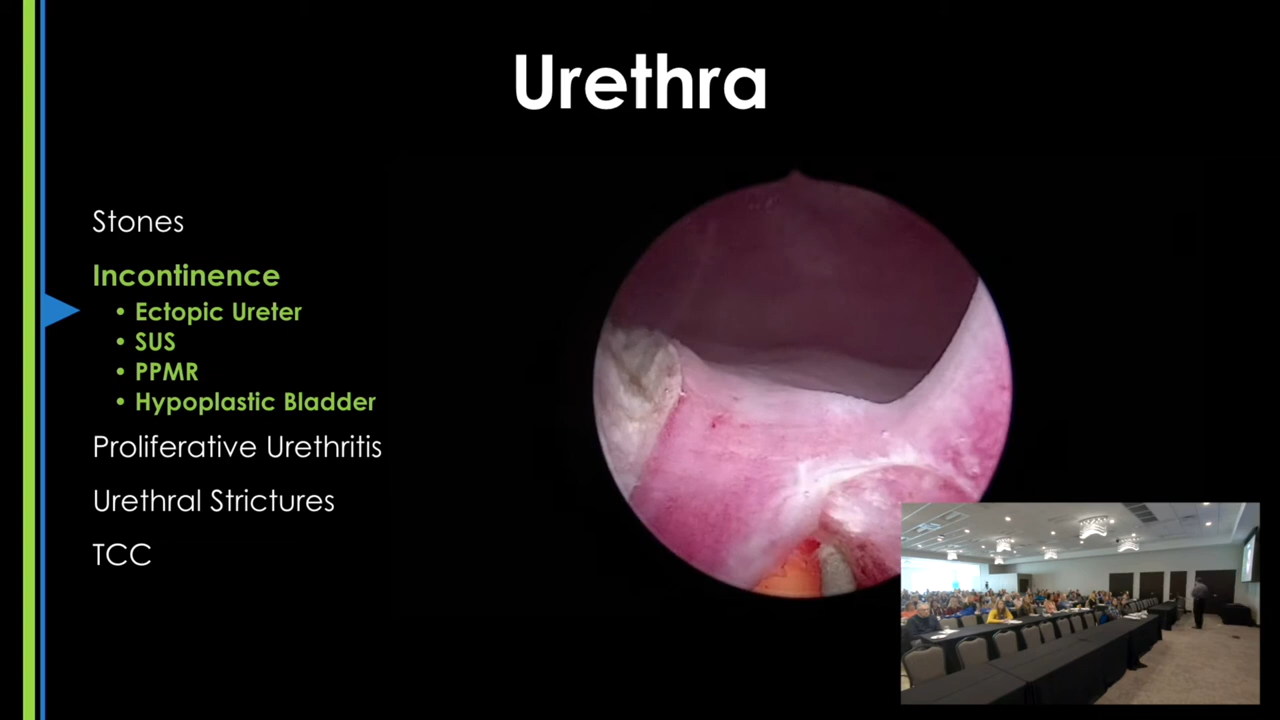 Urethra
Stones
Incontinence
• Ectopic Ureter
• SUS
• PPMR
• Hypoplastic Bladder
Proliferative Urethritis
Urethral Strictures
TCC